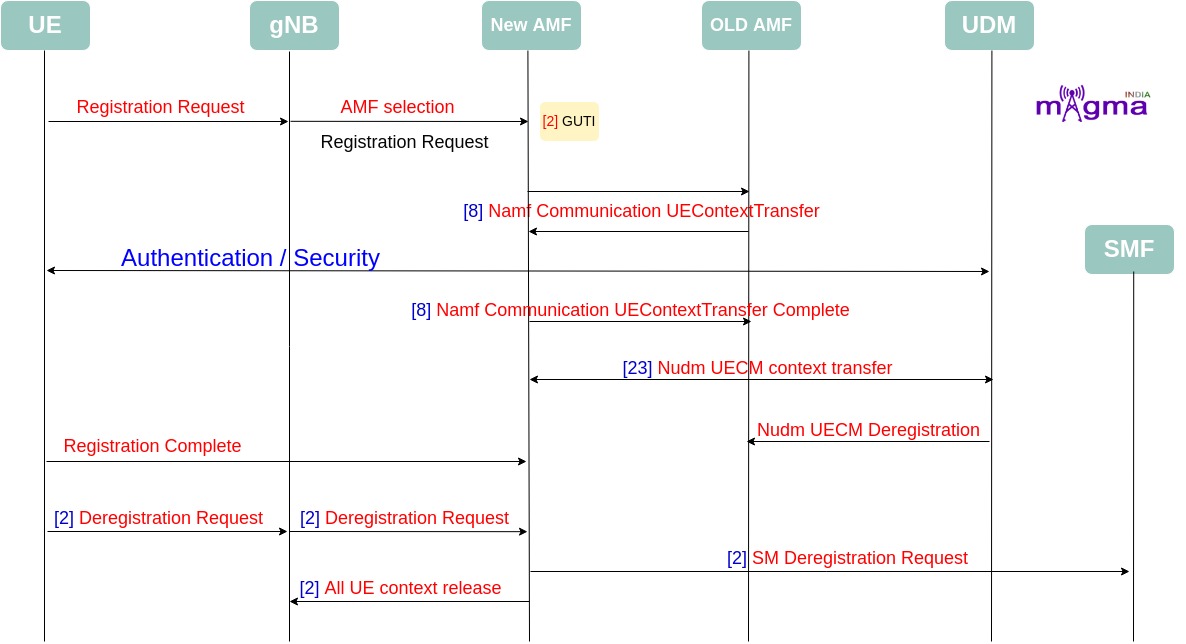 UE
gNB
New AMF
OLD AMF
UDM
INDIA
magma
Registration Request
AMF selection
[2] GUTI
Registration Request
[8] Namf Communication UEContextTransfer
SMF
Authentication / Security
[8] Namf Communication UEContextTransfer Complete
[23] Nudm UECM context transfer
Nudm UECM Deregistration
Registration Complete
[2] Deregistration Request
[2] Deregistration Request
[2] SM Deregistration Request
[2] All UE context release